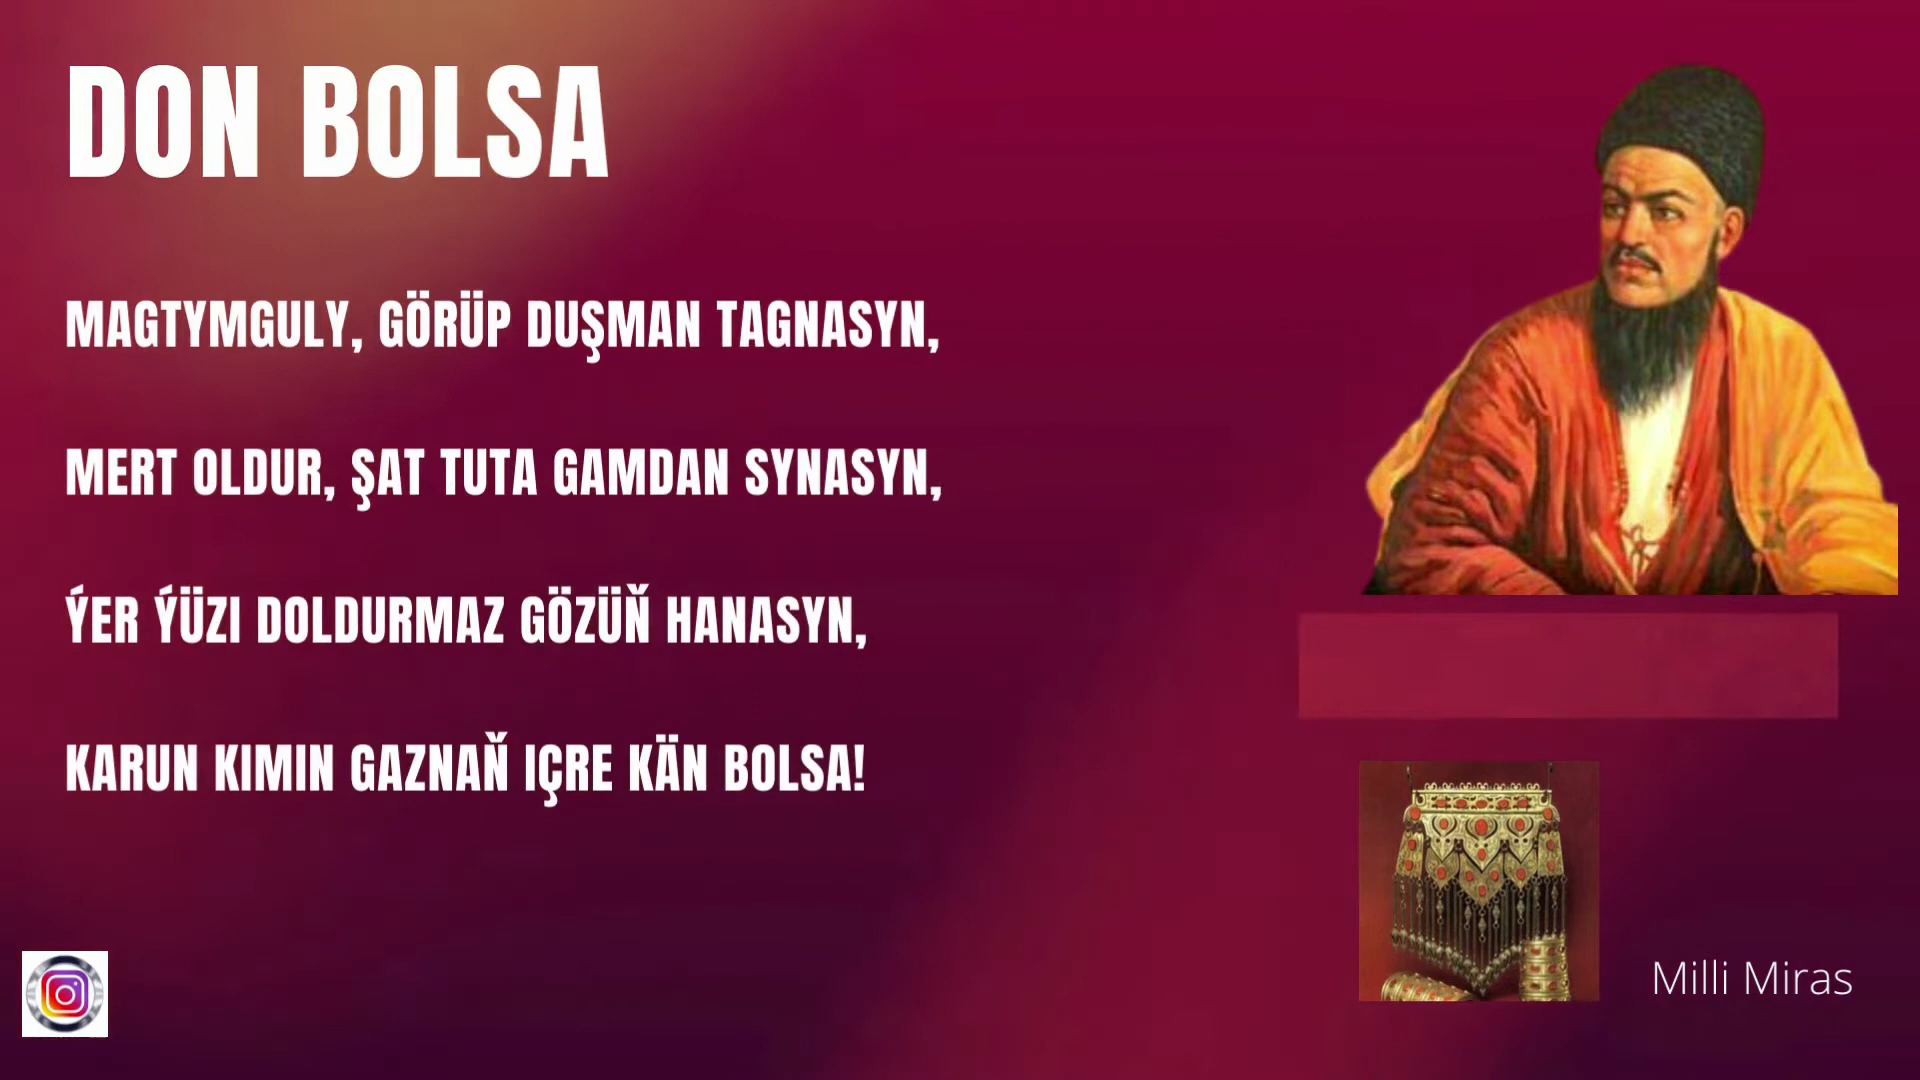 DON BOLSA
MAGTYMGULY, GÖRÜP DUŞMAN TAGNASYN,
MERT OLDUR, ŞAT TUTA GAMDAN SYNASYN,
ÝER ÝÜZI DOLDURMAZ GÖZÜŇ HANASYN,
KARUN KIMIN GAZNAŇ IÇRE KÄN BOLSA!
Milli Miras